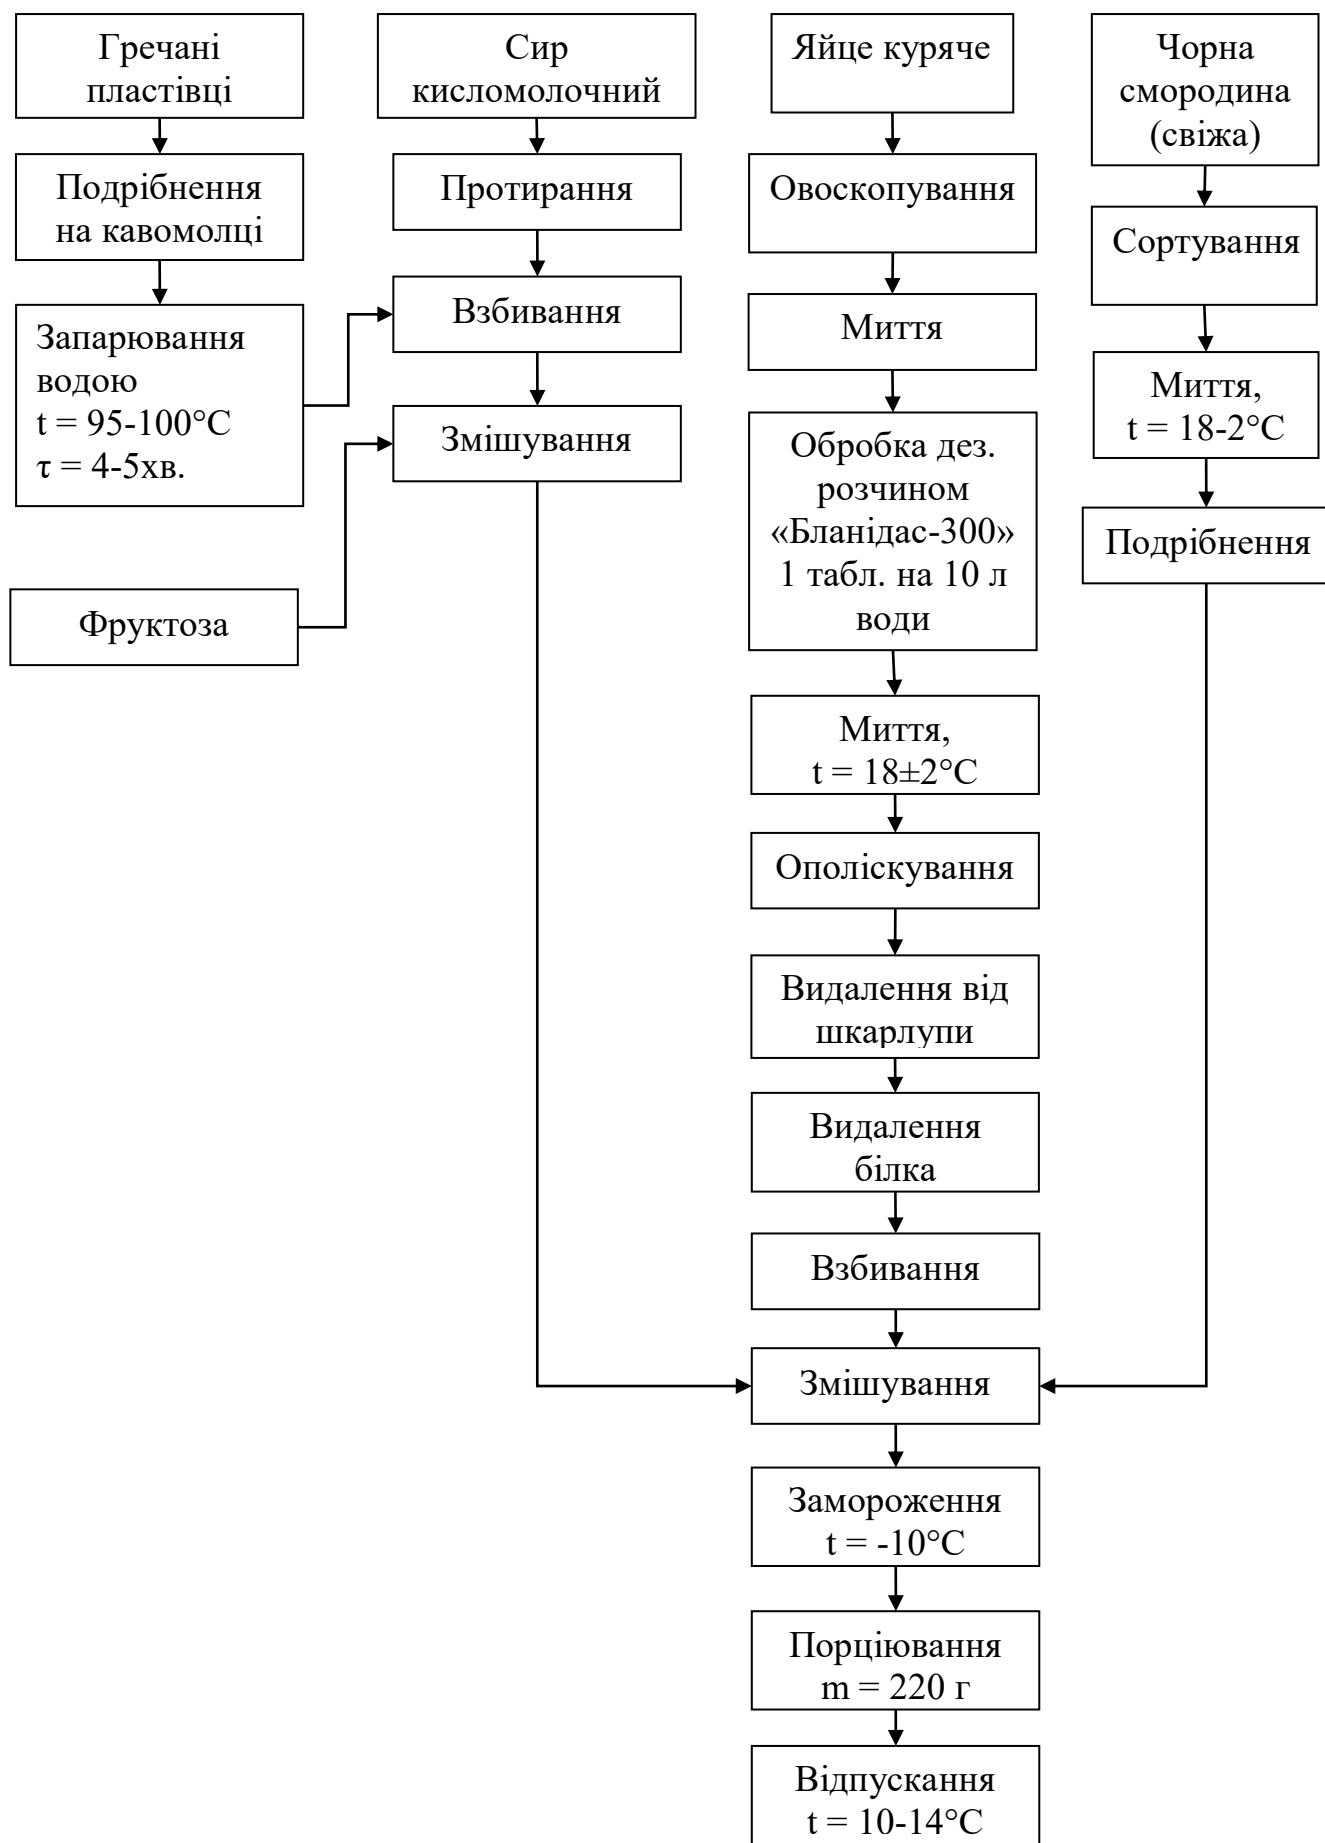 Гречані
пластівці
Подрібнення
на кавомолці
Запарювання
водою
t = 95-100°C
τ = 4-5хв.
Фруктоза
Сир
кисломолочний
Протирання
Взбивання
Змішування
Яйце куряче
Овоскопування
Миття
Обробка дез.
розчином
«Бланідас-300»
1 табл. на 10 л
води
Миття,
t = 18±2°C
Ополіскування
Видалення від
шкарлупи
Видалення
білка
Взбивання
Чорна
смородина
(свіжа)
Сортування
Миття,
t = 18-2°C
Подрібнення
Змішування
Замороження
t = -10°C
Порціювання
m = 220 г
Відпускання
t = 10-14°C